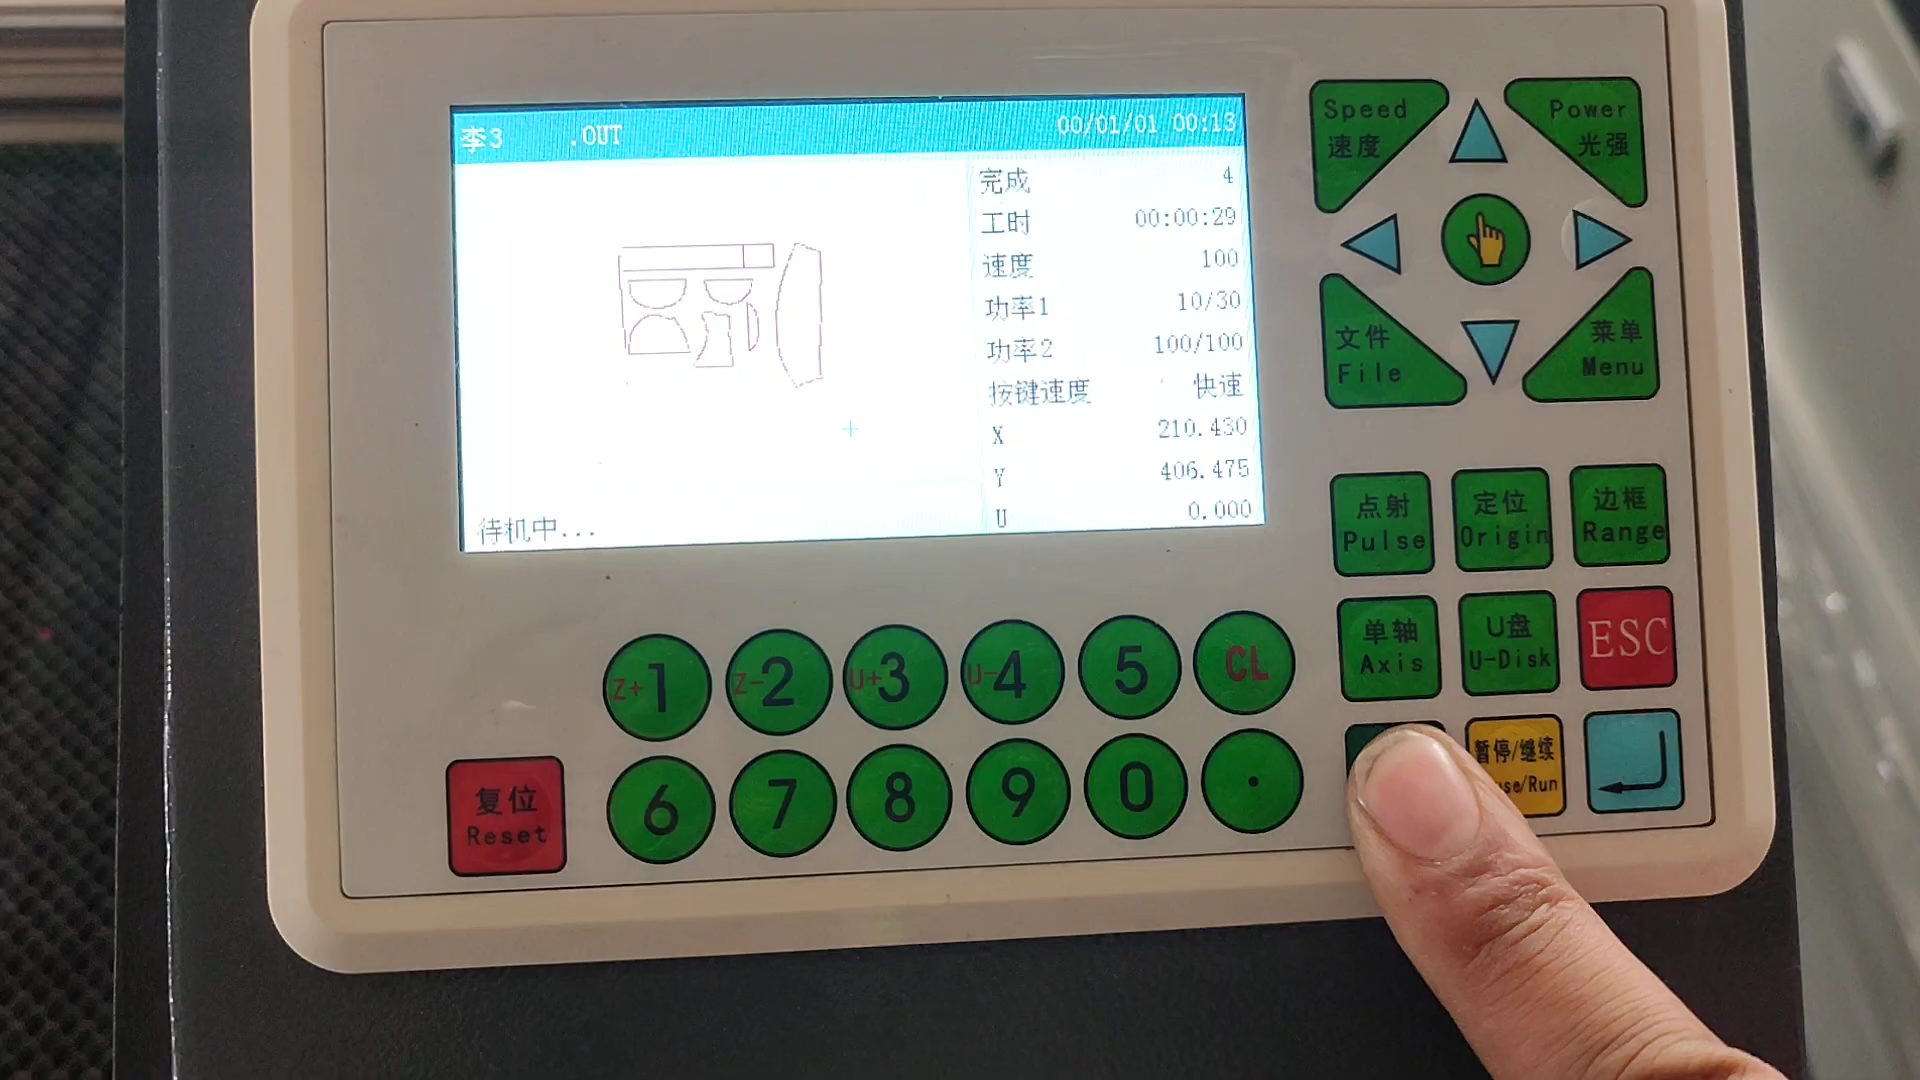 李3 .OUT 00/01/01 00:13
完成 4
工时 00:00:29
速度 100
功率1 10/30
功率2 100/100
按键速度 快速
X 210.430
Y 406.475
U 0.000
待机中...
Speed
速度
Power
光强
文件
File
菜单
Menu
点射
Pulse
定位
Origin
边框
Range
单轴
Axis
U盘
U-Disk
ESC
暂停/继续
se/Run
Z+ 1
Z- 2
U+ 3
U- 4
5
CL
6
7
8
9
0
.
复位
Reset